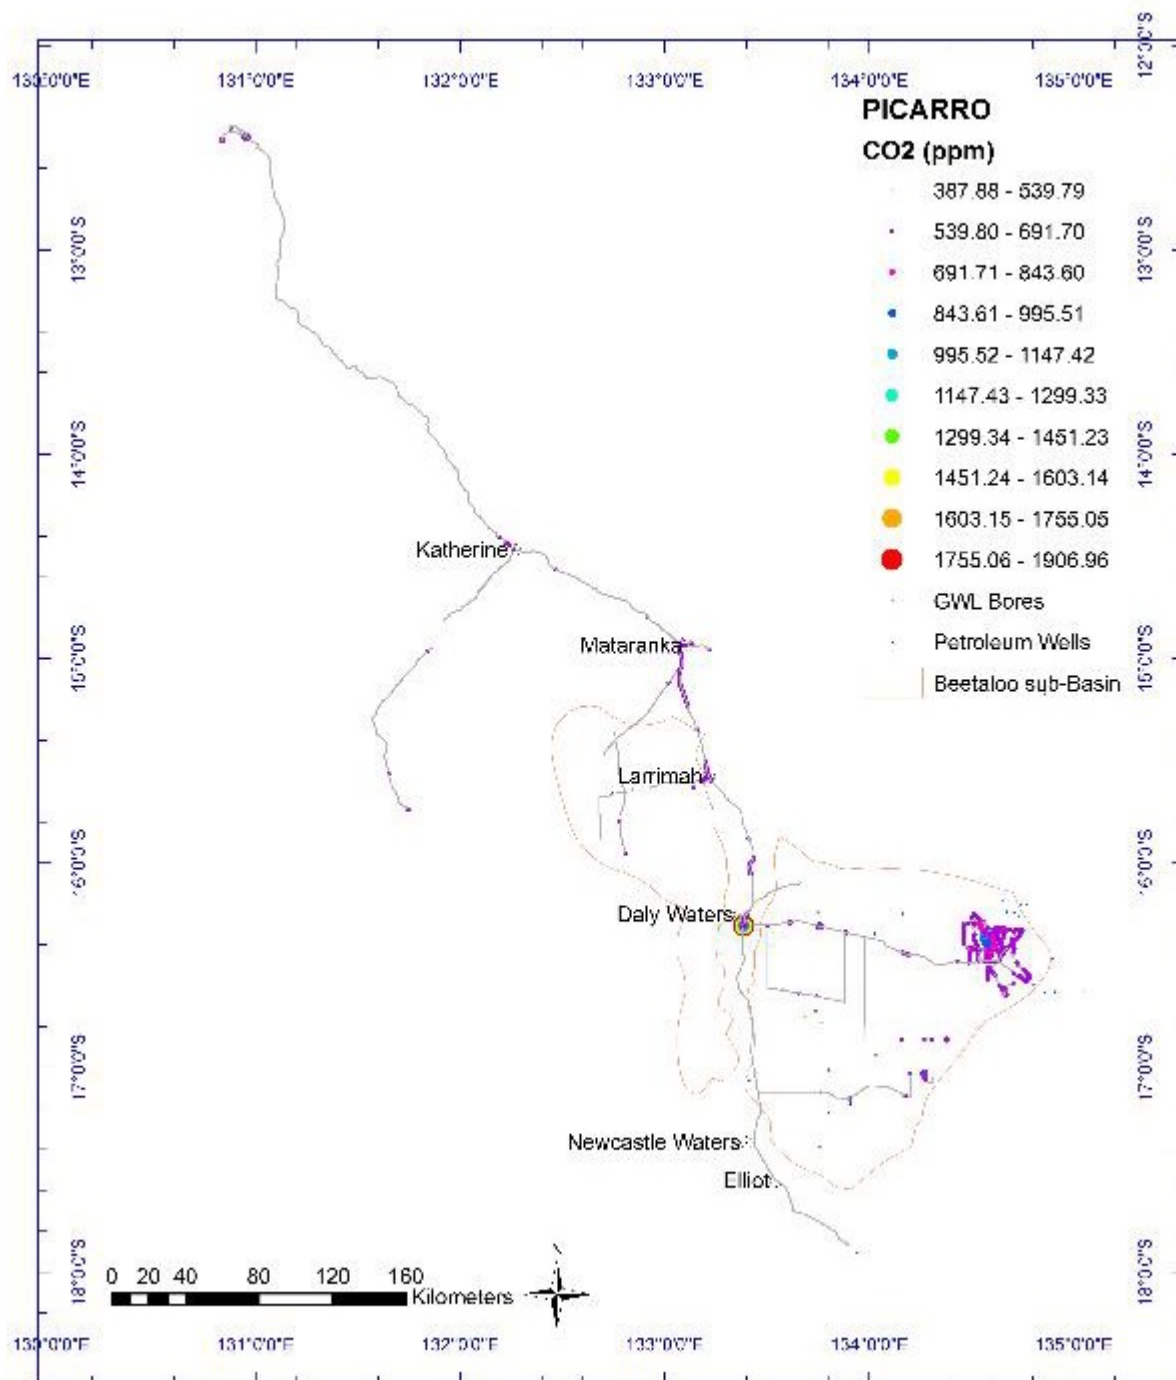 12°0'0"S
130°0'0"E 131°0'0"E 132°0'0"E 133°0'0"E 134°0'0"E 135°0'0"E
PICARRO
CO2 (ppm)
387.88 - 539.79
539.80 - 691.70
691.71 - 843.60
843.61 - 995.51
995.52 - 1147.42
1147.43 - 1299.33
1299.34 - 1451.23
1451.24 - 1603.14
1603.15 - 1755.05
1755.06 - 1906.96
GWL Bores
Petroleum Wells
Beetaloo sub-Basin
13°0'0"S 13°0'0"S
14°0'0"S 14°0'0"S
Katherine
Mataranka
15°0'0"S 15°0'0"S
Larrimah
16°0'0"S 16°0'0"S
Daly Waters
17°0'0"S 17°0'0"S
Newcastle Waters
Elliot
18°0'0"S 18°0'0"S
0 20 40 80 120 160
Kilometers
130°0'0"E 131°0'0"E 132°0'0"E 133°0'0"E 134°0'0"E 135°0'0"E